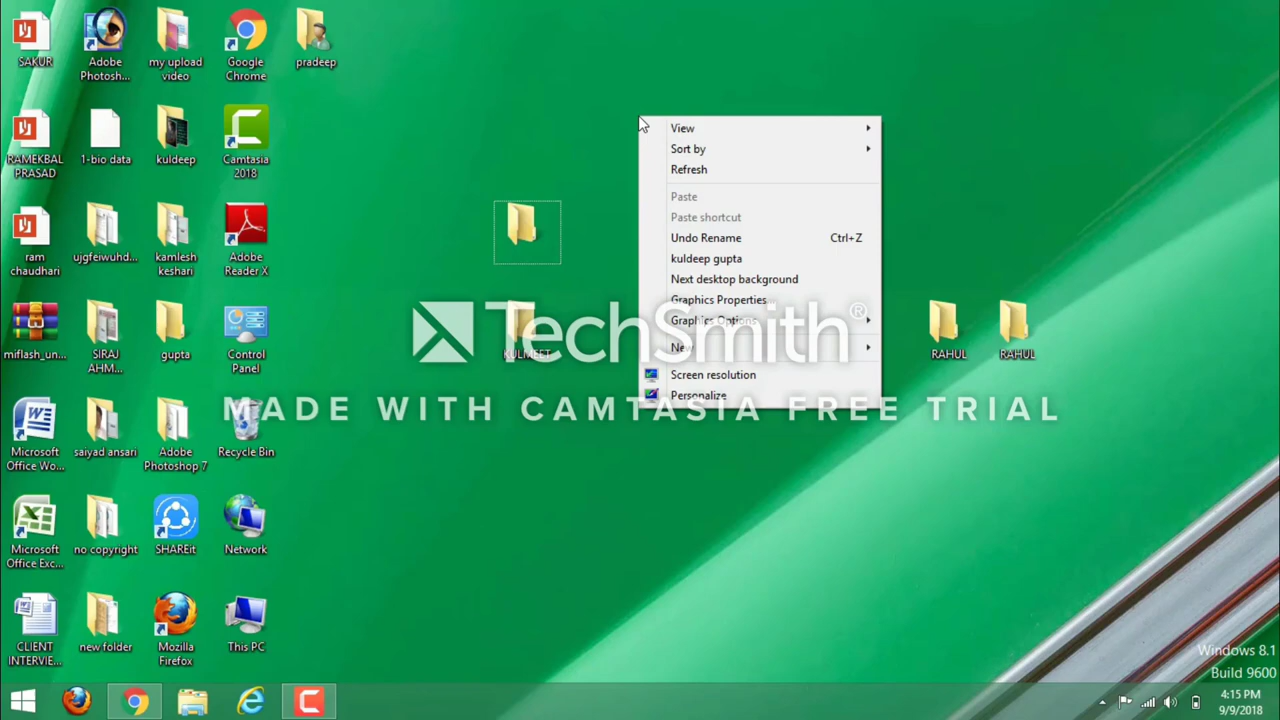 SAKUR
Adobe
Photosh...
my upload
video
Google
Chrome
pradeep
RAMEKBAL
PRASAD
1-bio data
kuldeep
Camtasia
2018
ram
chaudhari
ujgfeiwuhd...
kamlesh
keshari
Adobe
Reader X
miflash_un...
SIRAJ
AHM...
gupta
Control
Panel
Microsoft
Office Wo...
saiyad ansari
Adobe
Photoshop 7
Recycle Bin
Microsoft
Office Exc...
no copyright
SHAREit
Network
CLIENT
INTERVIE...
new folder
Mozilla
Firefox
This PC
KULMEET
View
Sort by
Refresh
Paste
Paste shortcut
Undo Rename Ctrl+Z
kuldeep gupta
Next desktop background
Graphics Properties...
Graphics Options
New
Screen resolution
Personalize
RAHUL
RAHUL
TechSmith®
MADE WITH CAMTASIA FREE TRIAL
Windows 8.1
Build 9600
4:15 PM
9/9/2018